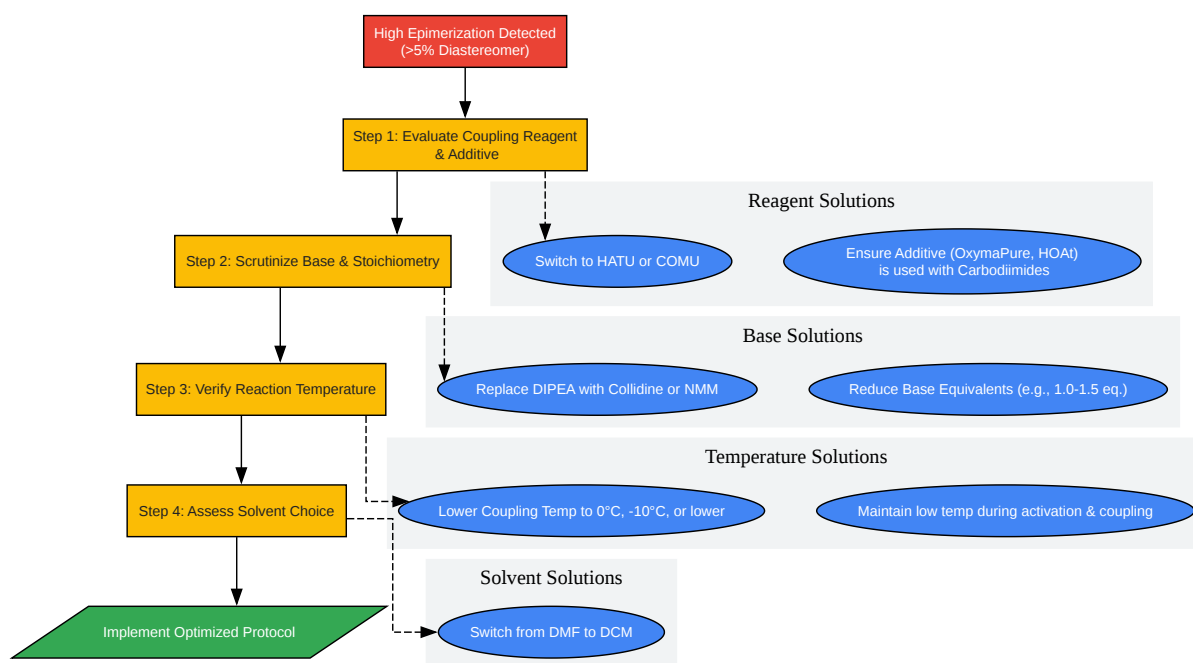 High Epimerization Detected
(>5% Diastereomer)
Step 1: Evaluate Coupling Reagent
& Additive
Reagent Solutions
Switch to HATU or COMU
Ensure Additive (OxymaPure, HOAt)
is used with Carbodiimides
Step 2: Scrutinize Base & Stoichiometry
Base Solutions
Replace DIPEA with Collidine or NMM
Reduce Base Equivalents (e.g., 1.0-1.5 eq.)
Step 3: Verify Reaction Temperature
Temperature Solutions
Lower Coupling Temp to 0°C, -10°C, or lower
Maintain low temp during activation & coupling
Step 4: Assess Solvent Choice
Solvent Solutions
Switch from DMF to DCM
Implement Optimized Protocol